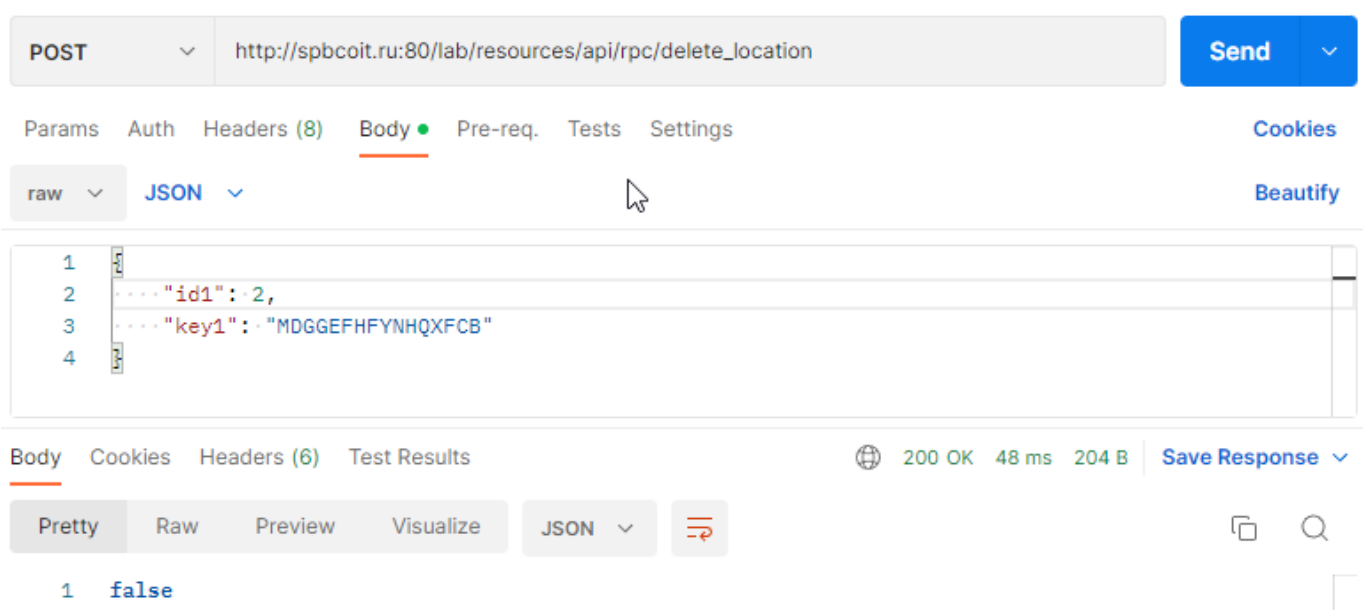 POST http://spbcoit.ru:80/lab/resources/api/rpc/delete_location Send
Params Auth Headers (8) Body Pre-req. Tests Settings Cookies
raw JSON Beautify
1 {
2 "id1": 2,
3 "key1": "MDGGEFHFYNHQXFCB"
4 }
Body Cookies Headers (6) Test Results 200 OK 48 ms 204 B Save Response
Pretty Raw Preview Visualize JSON
1 false